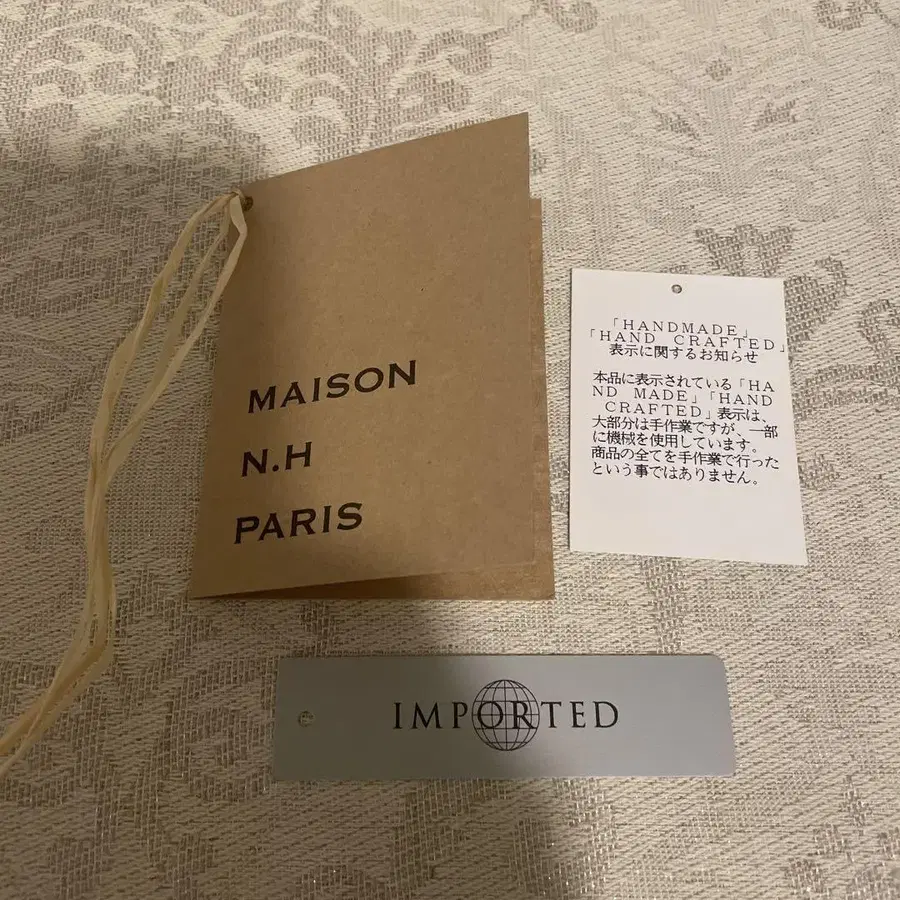 MAISON
N.H
PARIS
「ＨＡＮＤＭＡＤＥ」
「ＨＡＮＤ　ＣＲＡＦＴＥＤ」
表示に関するお知らせ
本品に表示されている「ＨＡ
ＮＤ　ＭＡＤＥ」「ＨＡＮＤ
ＣＲＡＦＴＥＤ」表示は、
大部分は手作業ですが、一部
に機械を使用しています。
商品の全てを手作業で行った
という事ではありません。
IMPORTED